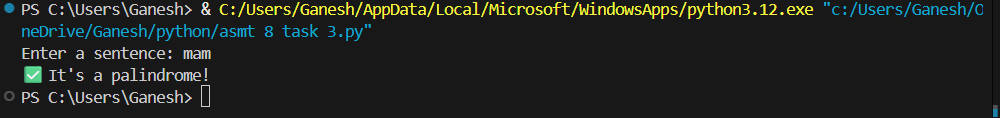 PS C:\Users\Ganesh> & C:/Users/Ganesh/AppData/Local/Microsoft/WindowsApps/python3.12.exe "c:/Users/Ganesh/O
neDrive/Ganesh/python/asmt 8 task 3.py"
Enter a sentence: mam
✅ It's a palindrome!
PS C:\Users\Ganesh>